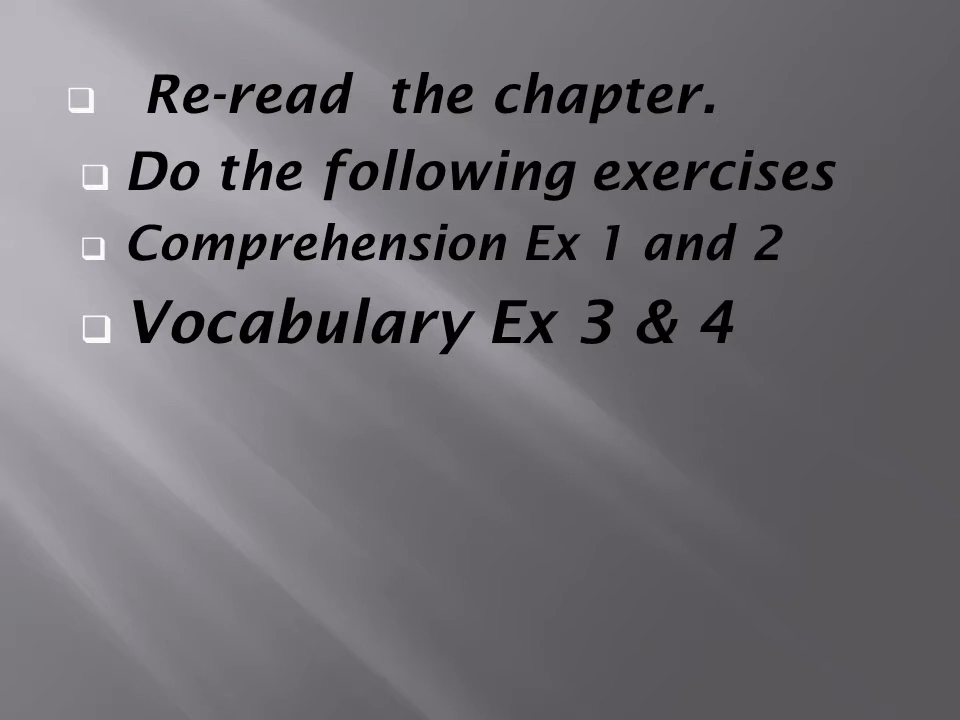 Re-read the chapter.
Do the following exercises
Comprehension Ex 1 and 2
Vocabulary Ex 3 & 4